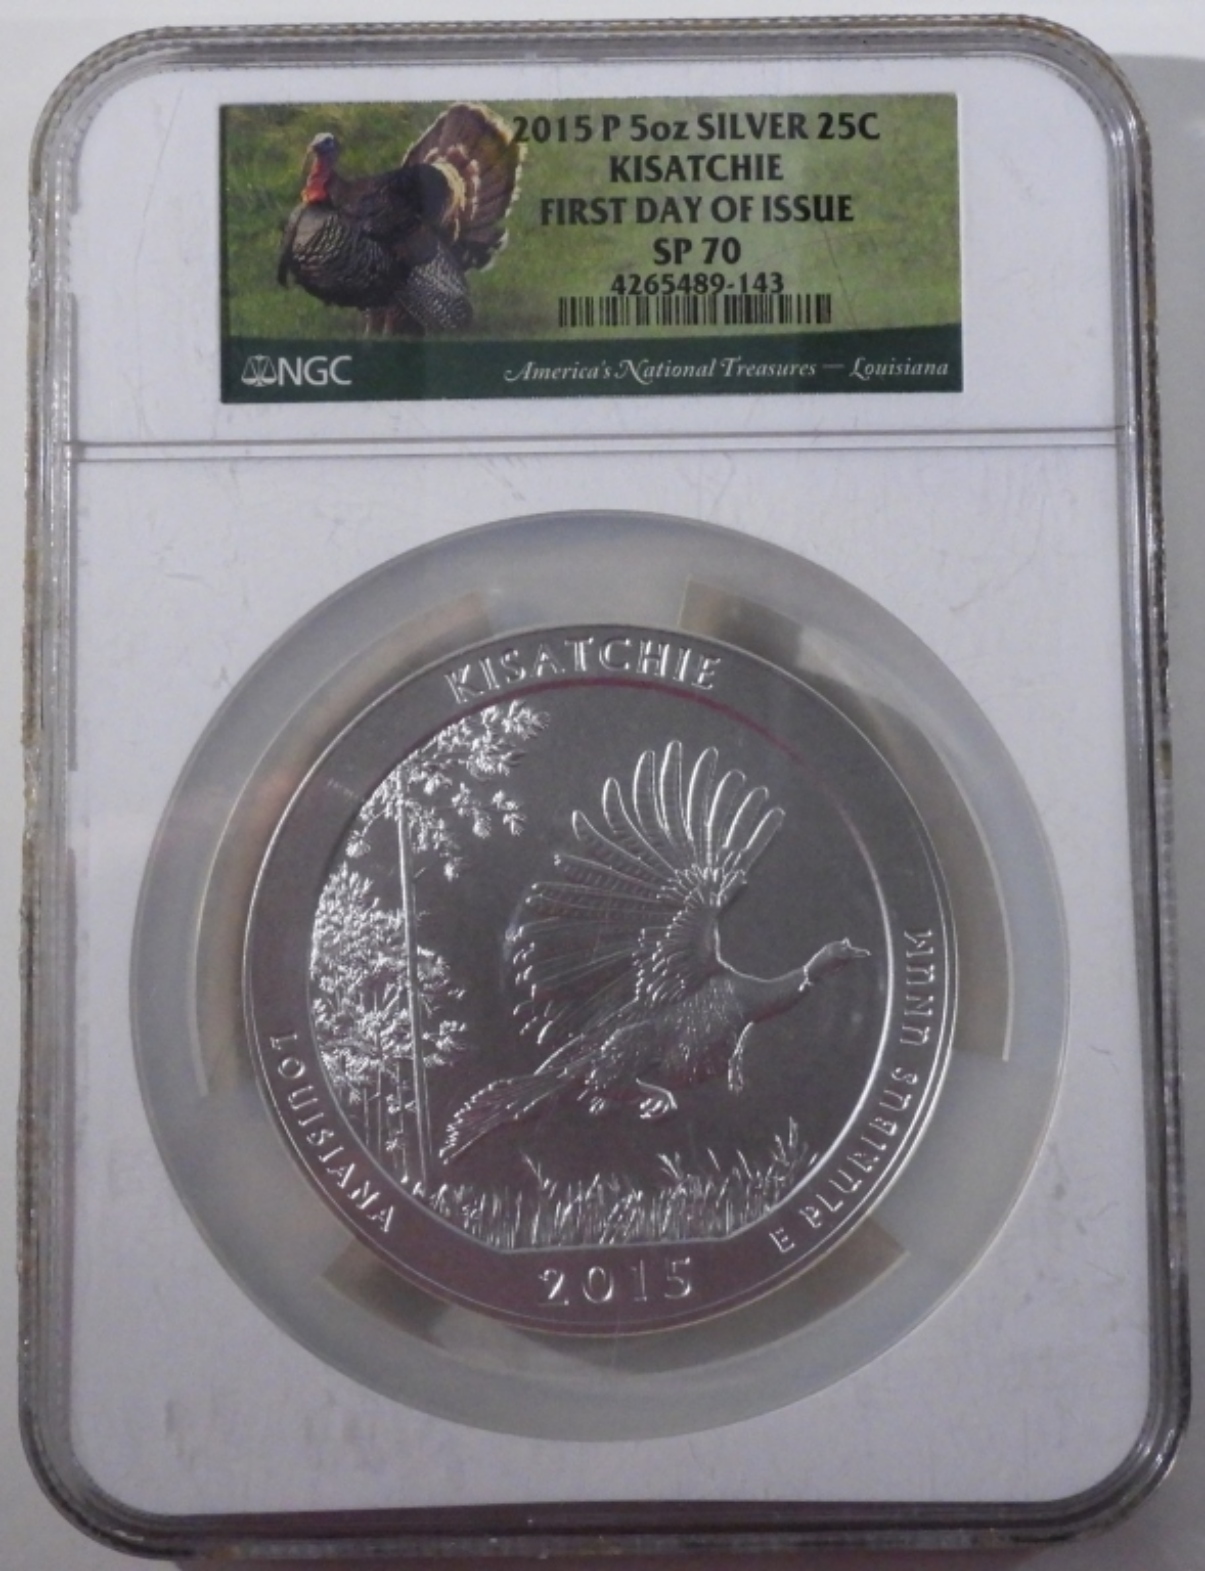 2015 P 5oz SILVER 25C
KISATCHIE
FIRST DAY OF ISSUE
SP 70
4265489-143
NGC
America's National Treasures — Louisiana
KISATCHIE
LOUISIANA
2015
E PLURIBUS UNUM